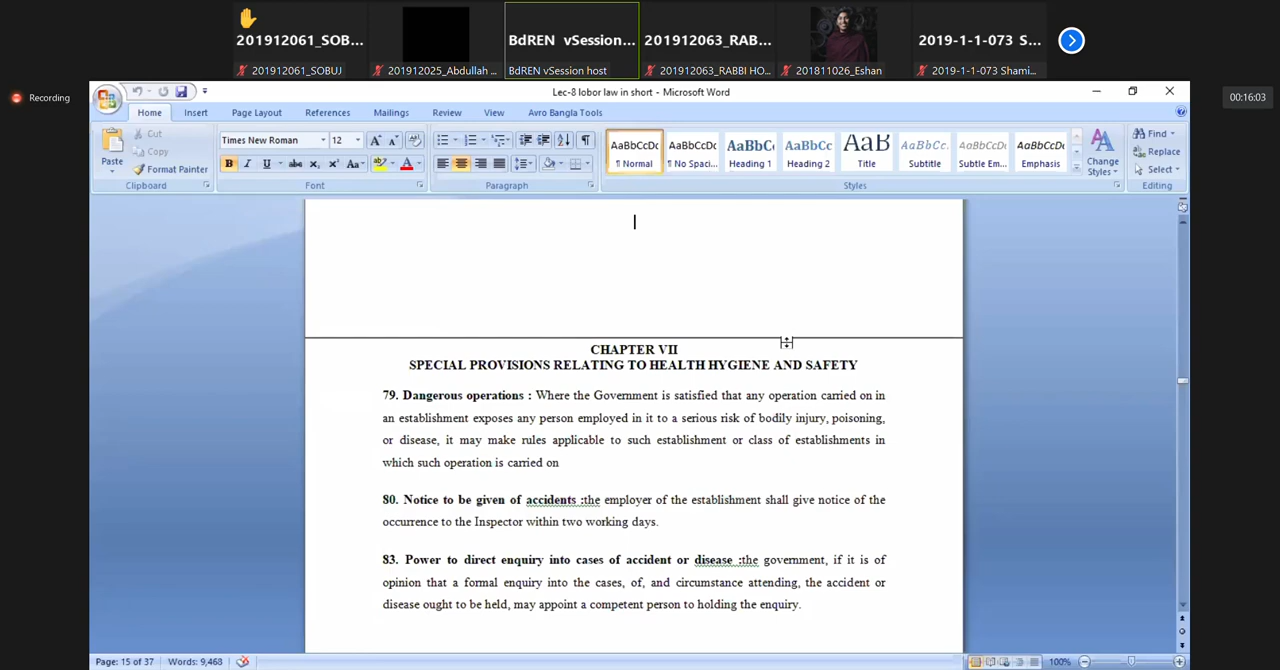 201912061_SOB...
BdREN vSession...
201912063_RAB...
2019-1-1-073 S...
201912061_SOBUJ
201912025_Abdullah ...
BdREN vSession host
201912063_RABBI HO...
201811026_Eshan
2019-1-1-073 Shami...
Recording
00:16:03
Lec-8 lobor law in short - Microsoft Word
Home
Insert
Page Layout
References
Mailings
Review
View
Avro Bangla Tools
Paste
Cut
Copy
Format Painter
Clipboard
Times New Roman
12
Font
Paragraph
AaBbCcDc
¶ Normal
AaBbCcDc
¶ No Spaci...
AaBbCc
Heading 1
AaBbCc
Heading 2
AaB
Title
AaBbCc.
Subtitle
AaBbCcDc
Subtle Em...
AaBbCcDc
Emphasis
Styles
Change
Styles
Find
Replace
Select
Editing
CHAPTER VII
SPECIAL PROVISIONS RELATING TO HEALTH HYGIENE AND SAFETY
79. Dangerous operations : Where the Government is satisfied that any operation carried on in
an establishment exposes any person employed in it to a serious risk of bodily injury, poisoning,
or disease, it may make rules applicable to such establishment or class of establishments in
which such operation is carried on
80. Notice to be given of accidents :the employer of the establishment shall give notice of the
occurrence to the Inspector within two working days.
83. Power to direct enquiry into cases of accident or disease :the government, if it is of
opinion that a formal enquiry into the cases, of, and circumstance attending, the accident or
disease ought to be held, may appoint a competent person to holding the enquiry.
Page: 15 of 37
Words: 9,468
100%